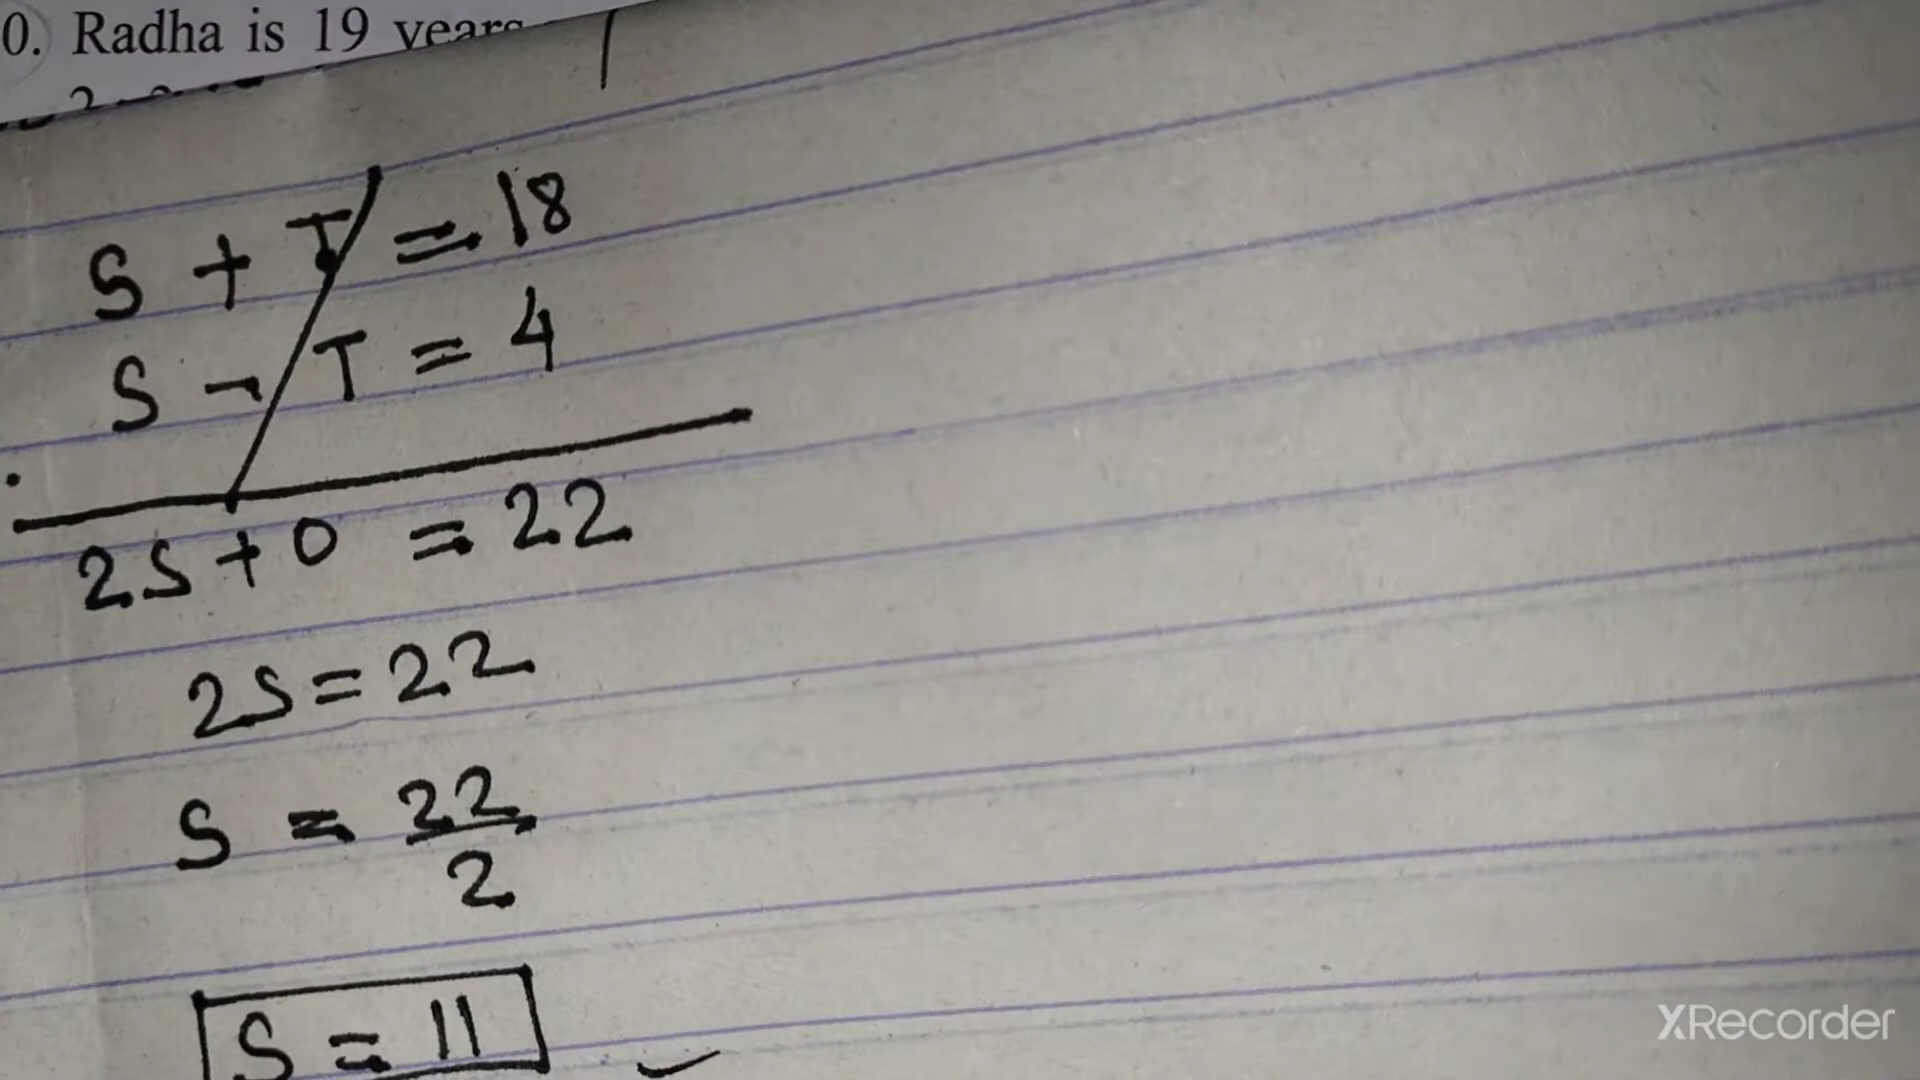 0. Radha is 19 years
S + T = 18
S - T = 4
2S + 0 = 22
2S = 22
S = 22/2
S = 11
XRecorder